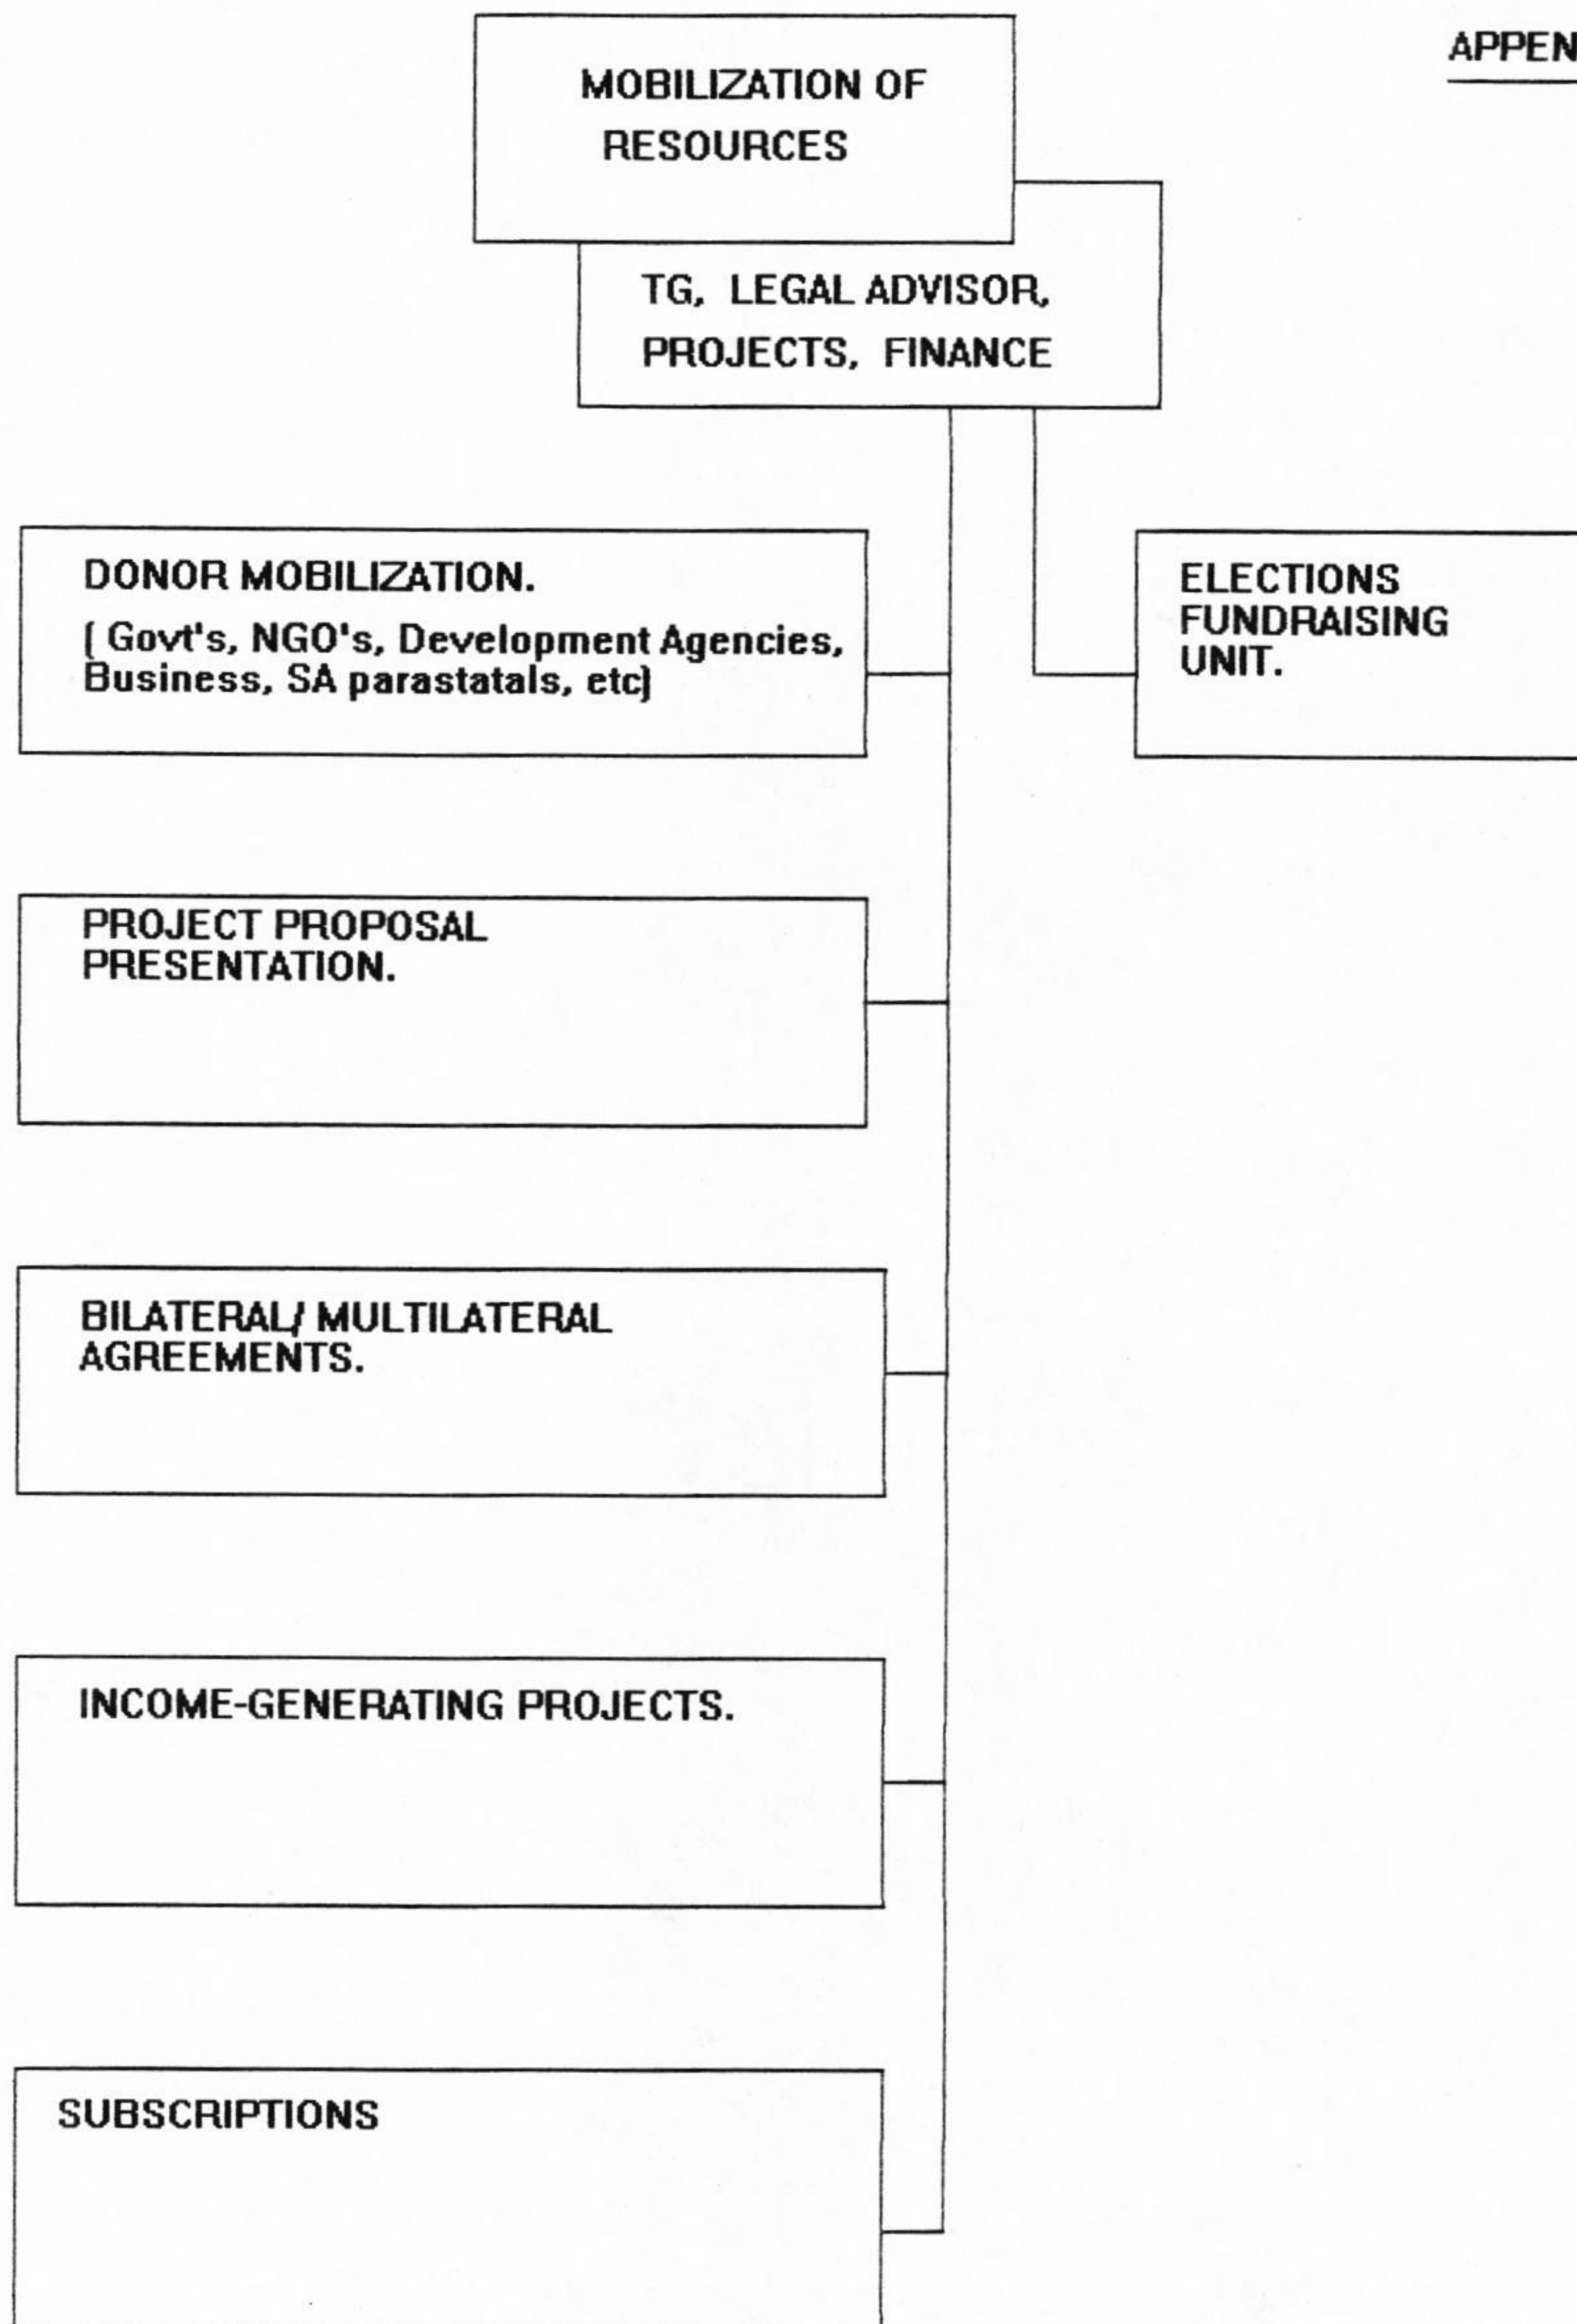 APPEN
MOBILIZATION OF
RESOURCES
TG, LEGAL ADVISOR,
PROJECTS, FINANCE
DONOR MOBILIZATION.
( Govt's, NGO's, Development Agencies,
Business, SA parastatals, etc)
ELECTIONS
FUNDRAISING
UNIT.
PROJECT PROPOSAL
PRESENTATION.
BILATERAL/ MULTILATERAL
AGREEMENTS.
INCOME-GENERATING PROJECTS.
SUBSCRIPTIONS